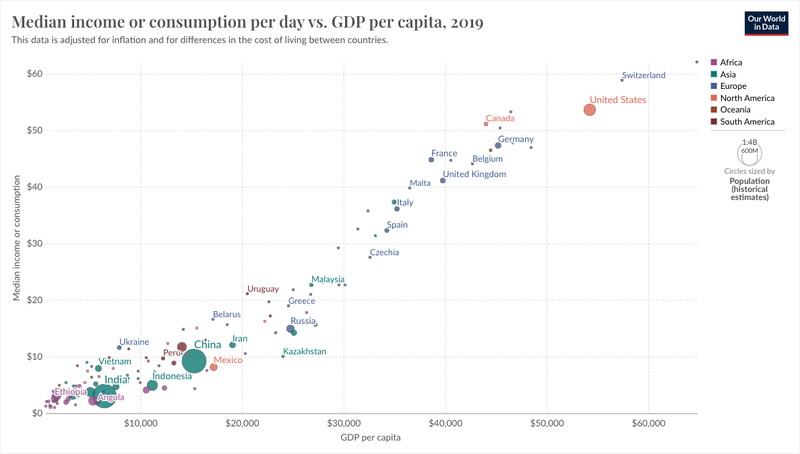 Median income or consumption per day vs. GDP per capita, 2019
This data is adjusted for inflation and for differences in the cost of living between countries.
Our World
in Data
Median income or consumption
$60
$50
$40
$30
$20
$10
$0
Switzerland
United States
Canada
Germany
France
Belgium
United Kingdom
Malta
Italy
Spain
Czechia
Malaysia
Uruguay
Greece
Belarus
Russia
Ukraine
China
Iran
Peru
Kazakhstan
Vietnam
Mexico
India
Indonesia
Ethiopia
Angola
$10,000
$20,000
$30,000
$40,000
$50,000
$60,000
GDP per capita
Africa
Asia
Europe
North America
Oceania
South America
1:4B
600M
Circles sized by
Population
(historical
estimates)